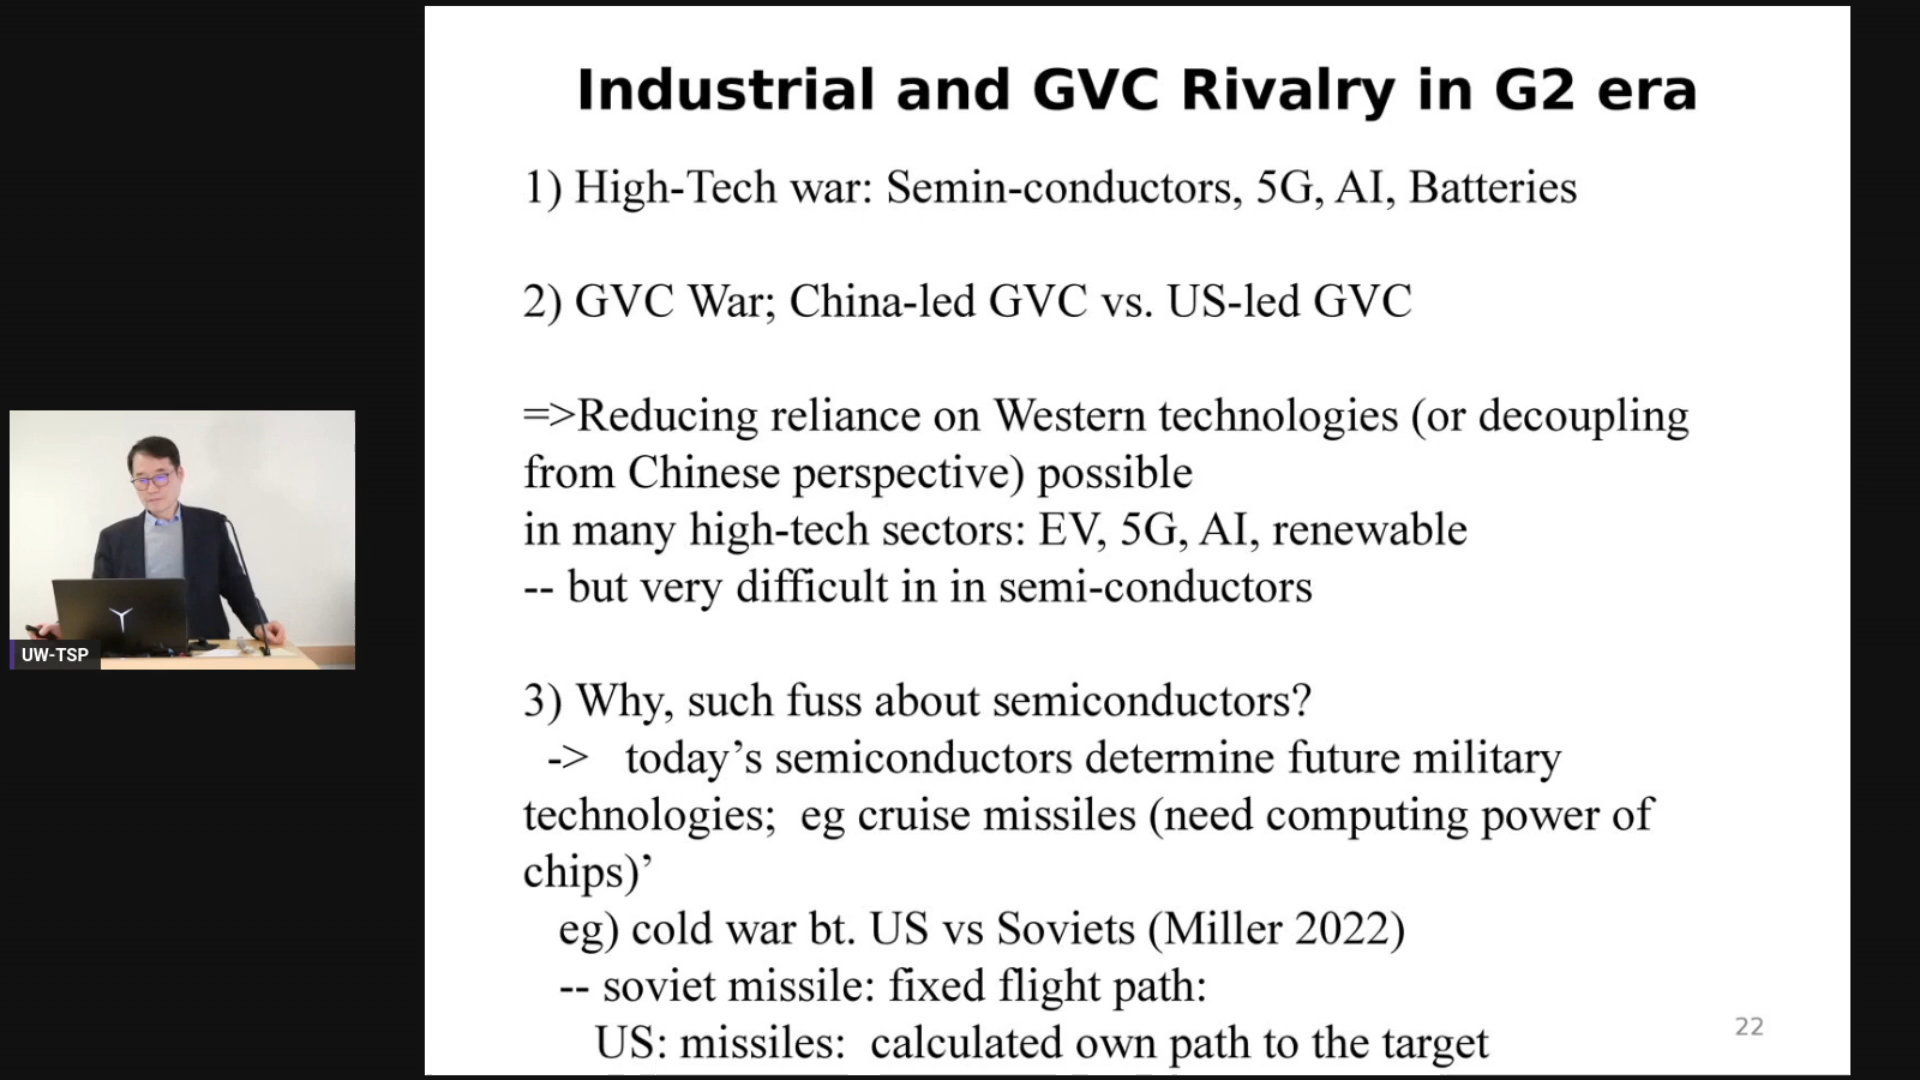 Industrial and GVC Rivalry in G2 era
1) High-Tech war: Semin-conductors, 5G, AI, Batteries
2) GVC War; China-led GVC vs. US-led GVC
=>Reducing reliance on Western technologies (or decoupling
from Chinese perspective) possible
in many high-tech sectors: EV, 5G, AI, renewable
-- but very difficult in in semi-conductors
3) Why, such fuss about semiconductors?
-> today’s semiconductors determine future military
technologies; eg cruise missiles (need computing power of
chips)’
eg) cold war bt. US vs Soviets (Miller 2022)
-- soviet missile: fixed flight path:
US: missiles: calculated own path to the target
22
UW-TSP